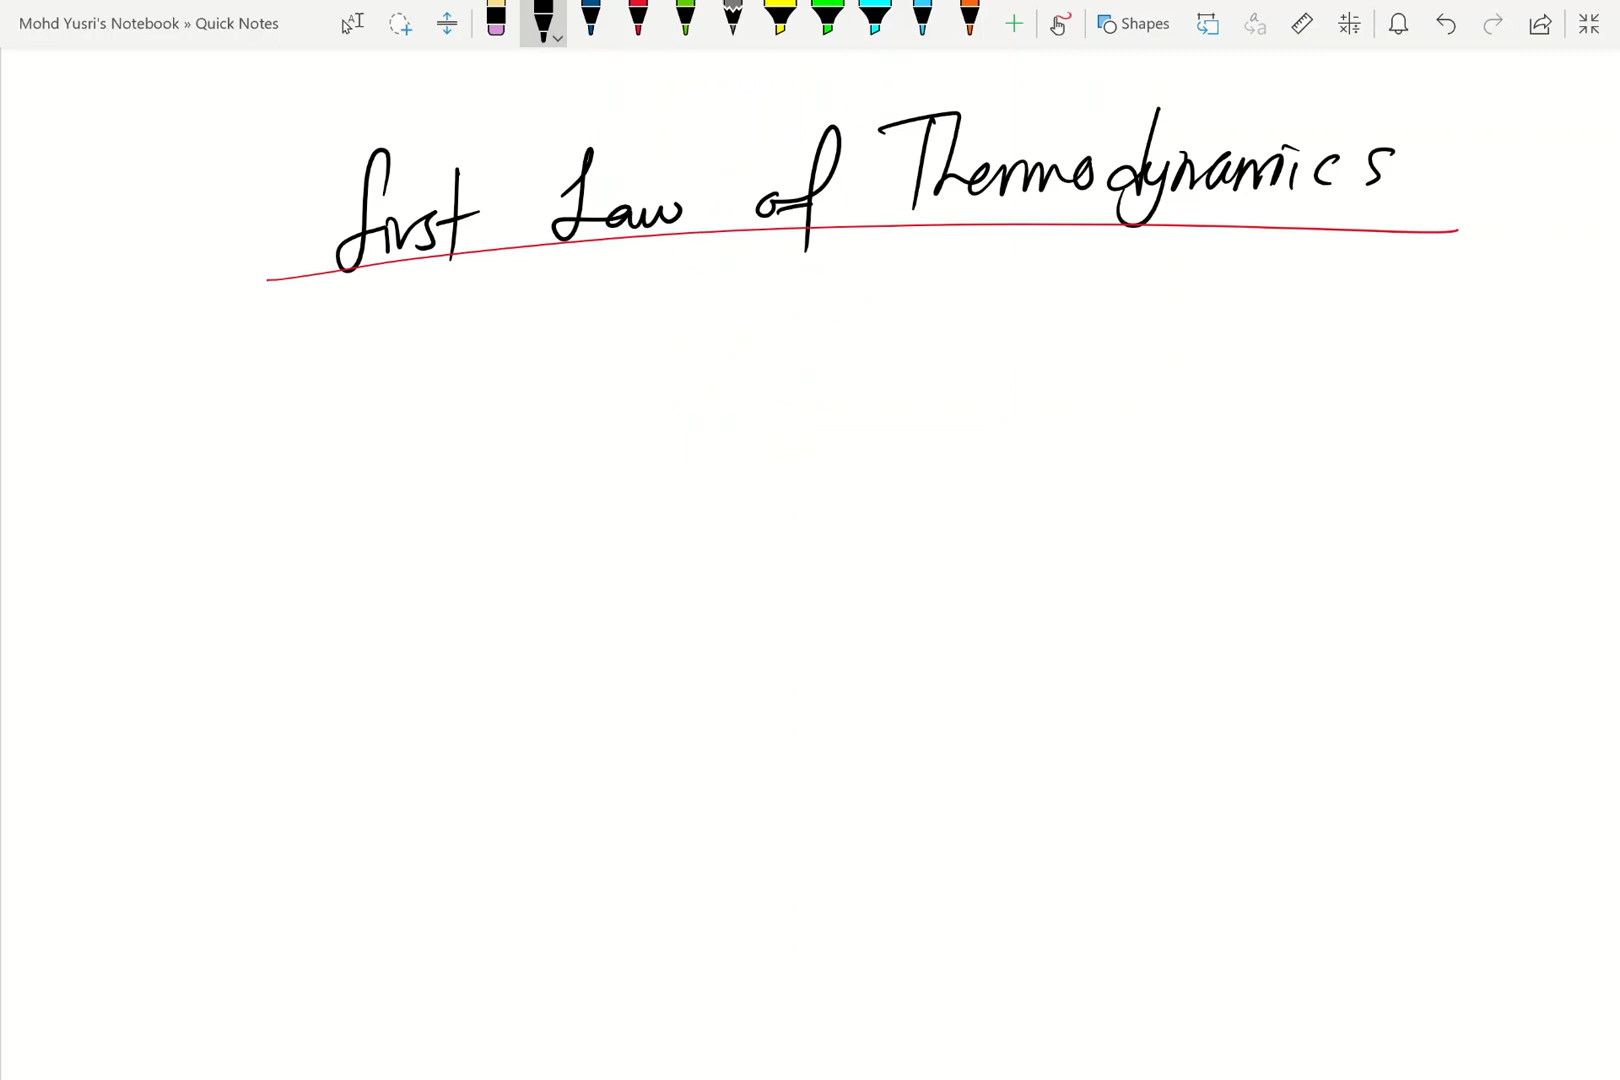 Mohd Yusri's Notebook » Quick Notes Shapes
first Law of Thermodynamics